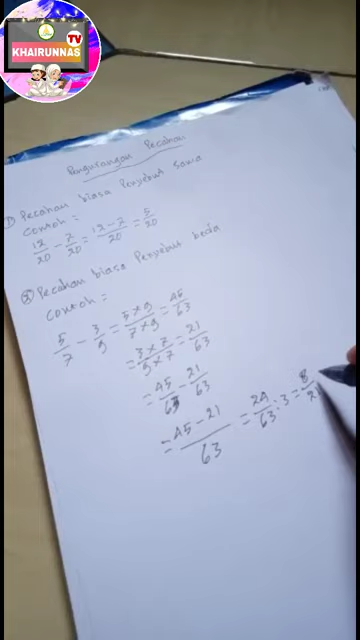 KHAIRUNNAS TV
Pengurangan Pecahan
① Pecahan biasa Penyebut sama
Contoh :
12/20 - 7/20 = 12 - 7/20 = 5/20
② Pecahan biasa Penyebut beda
Contoh :
5/7 - 3/9 = 5 x 9/7 x 9 = 45/63
= 3 x 7/9 x 7 = 21/63
= 45/63 - 21/63
= 45 - 21/63 = 24/63 : 3 = 8/2